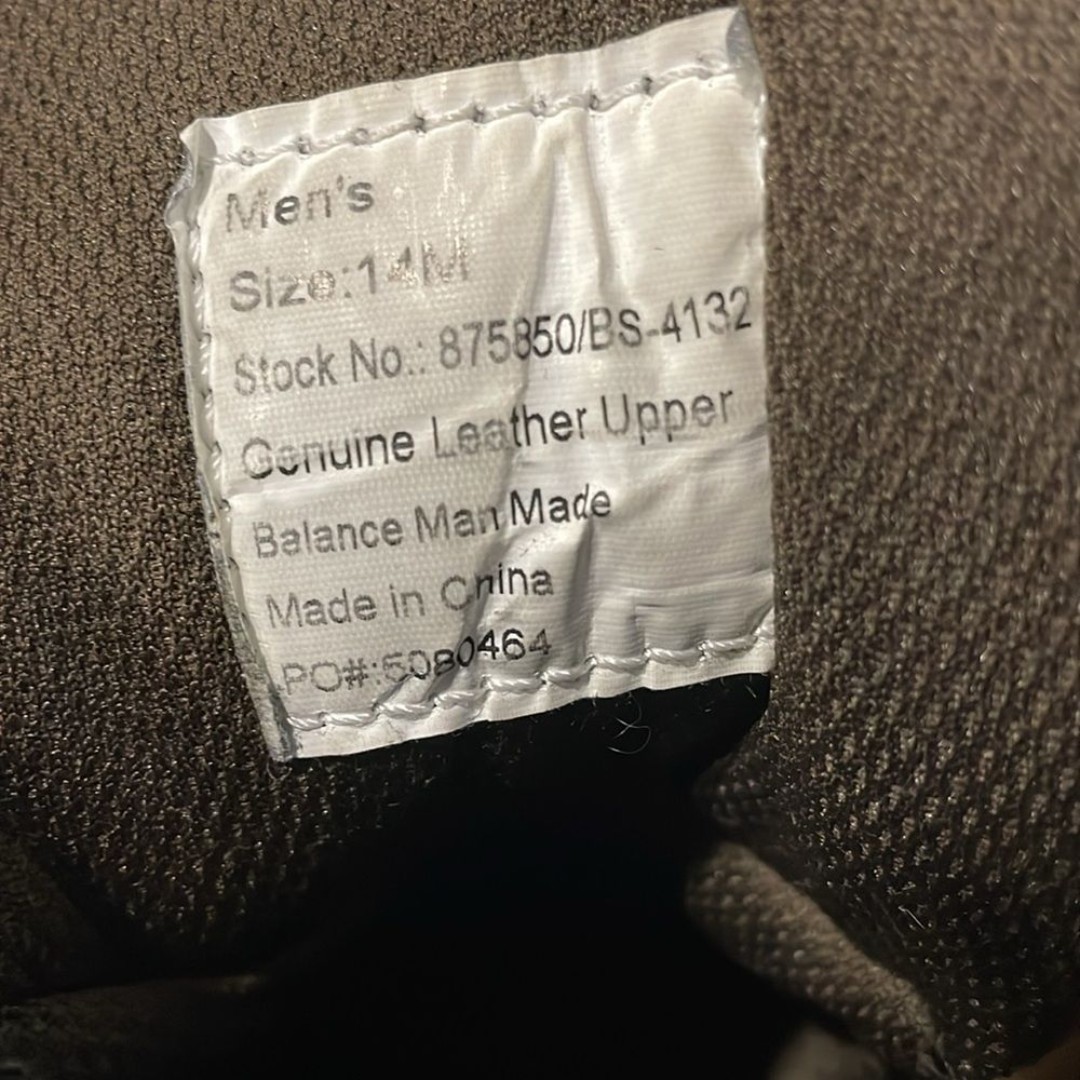 Men's
Size:14M
Stock No.: 875850/BS-4132
Genuine Leather Upper
Balance Man Made
Made in China
PO#:5080464